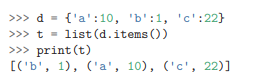 >>> d = {'a':10, 'b':1, 'c':22}
>>> t = list(d.items())
>>> print(t)
[('b', 1), ('a', 10), ('c', 22)]